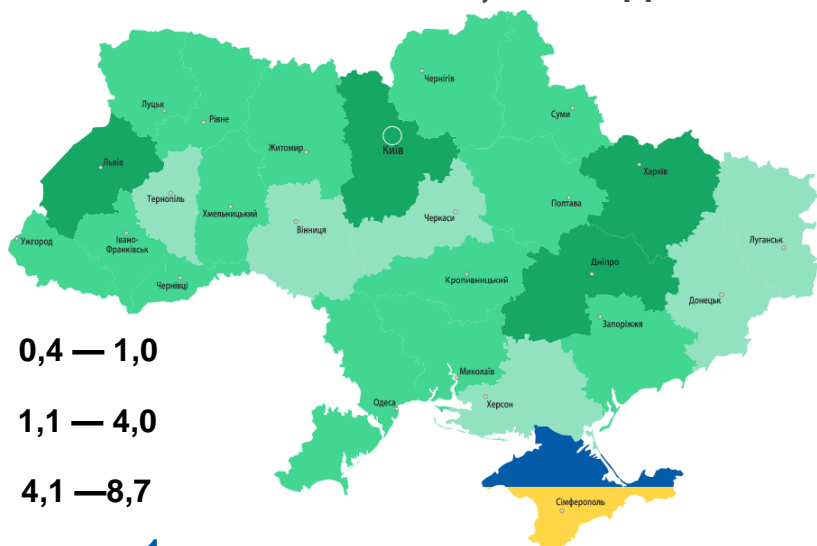 Чернігів
Луцьк
Суми
Рівне
Київ
Житомир
Львів
Харків
Тернопіль
Полтава
Хмельницький
Черкаси
Вінниця
Ужгород
Івано-
Франківськ
Луганськ
Дніпро
Чернівці
Кропивницький
Донецьк
Запоріжжя
0,4 — 1,0
Миколаїв
Одеса
Херсон
1,1 — 4,0
4,1 —8,7
Сімферополь